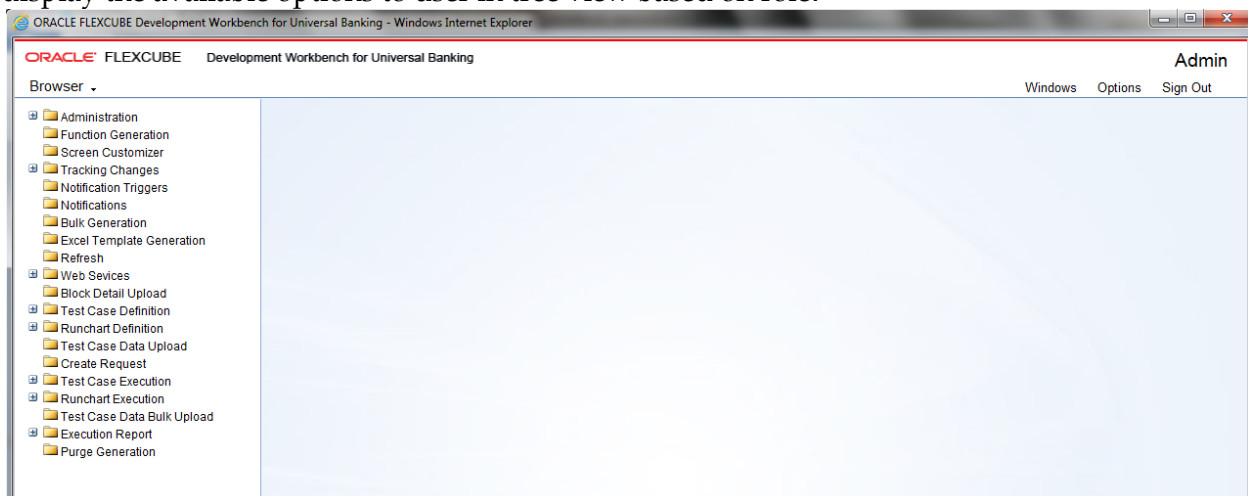 display the available options to user in tree view based on role.
ORACLE FLEXCUBE Development Workbench for Universal Banking - Windows Internet Explorer
ORACLE FLEXCUBE Development Workbench for Universal Banking
Admin
Browser
Windows Options Sign Out
Administration
Function Generation
Screen Customizer
Tracking Changes
Notification Triggers
Notifications
Bulk Generation
Excel Template Generation
Refresh
Web Sevices
Block Detail Upload
Test Case Definition
Runchart Definition
Test Case Data Upload
Create Request
Test Case Execution
Runchart Execution
Test Case Data Bulk Upload
Execution Report
Purge Generation